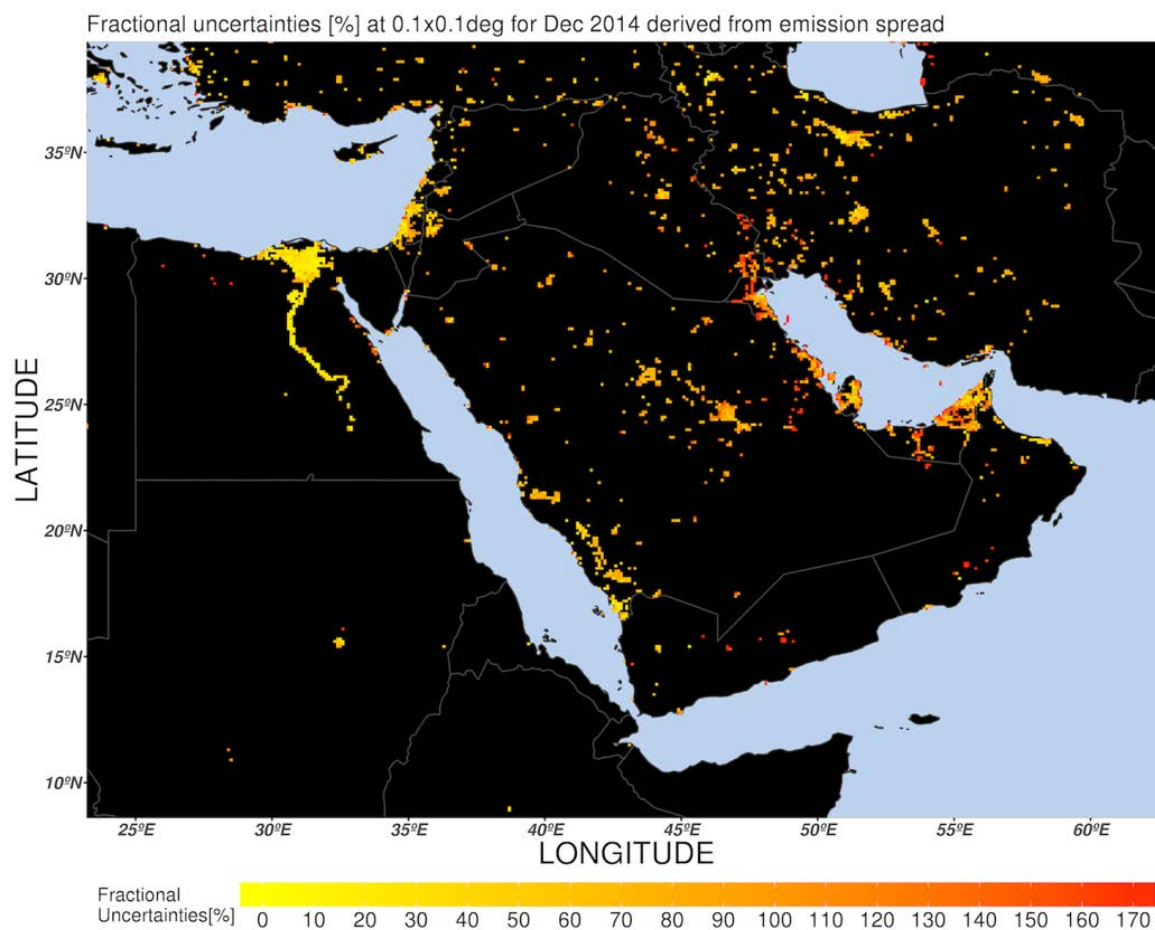 Fractional uncertainties [%] at 0.1x0.1deg for Dec 2014 derived from emission spread
LATITUDE
35ºN
30ºN
25ºN
20ºN
15ºN
10ºN
25ºE 30ºE 35ºE 40ºE 45ºE 50ºE 55ºE 60ºE
LONGITUDE
Fractional
Uncertainties[%]
0 10 20 30 40 50 60 70 80 90 100 110 120 130 140 150 160 170